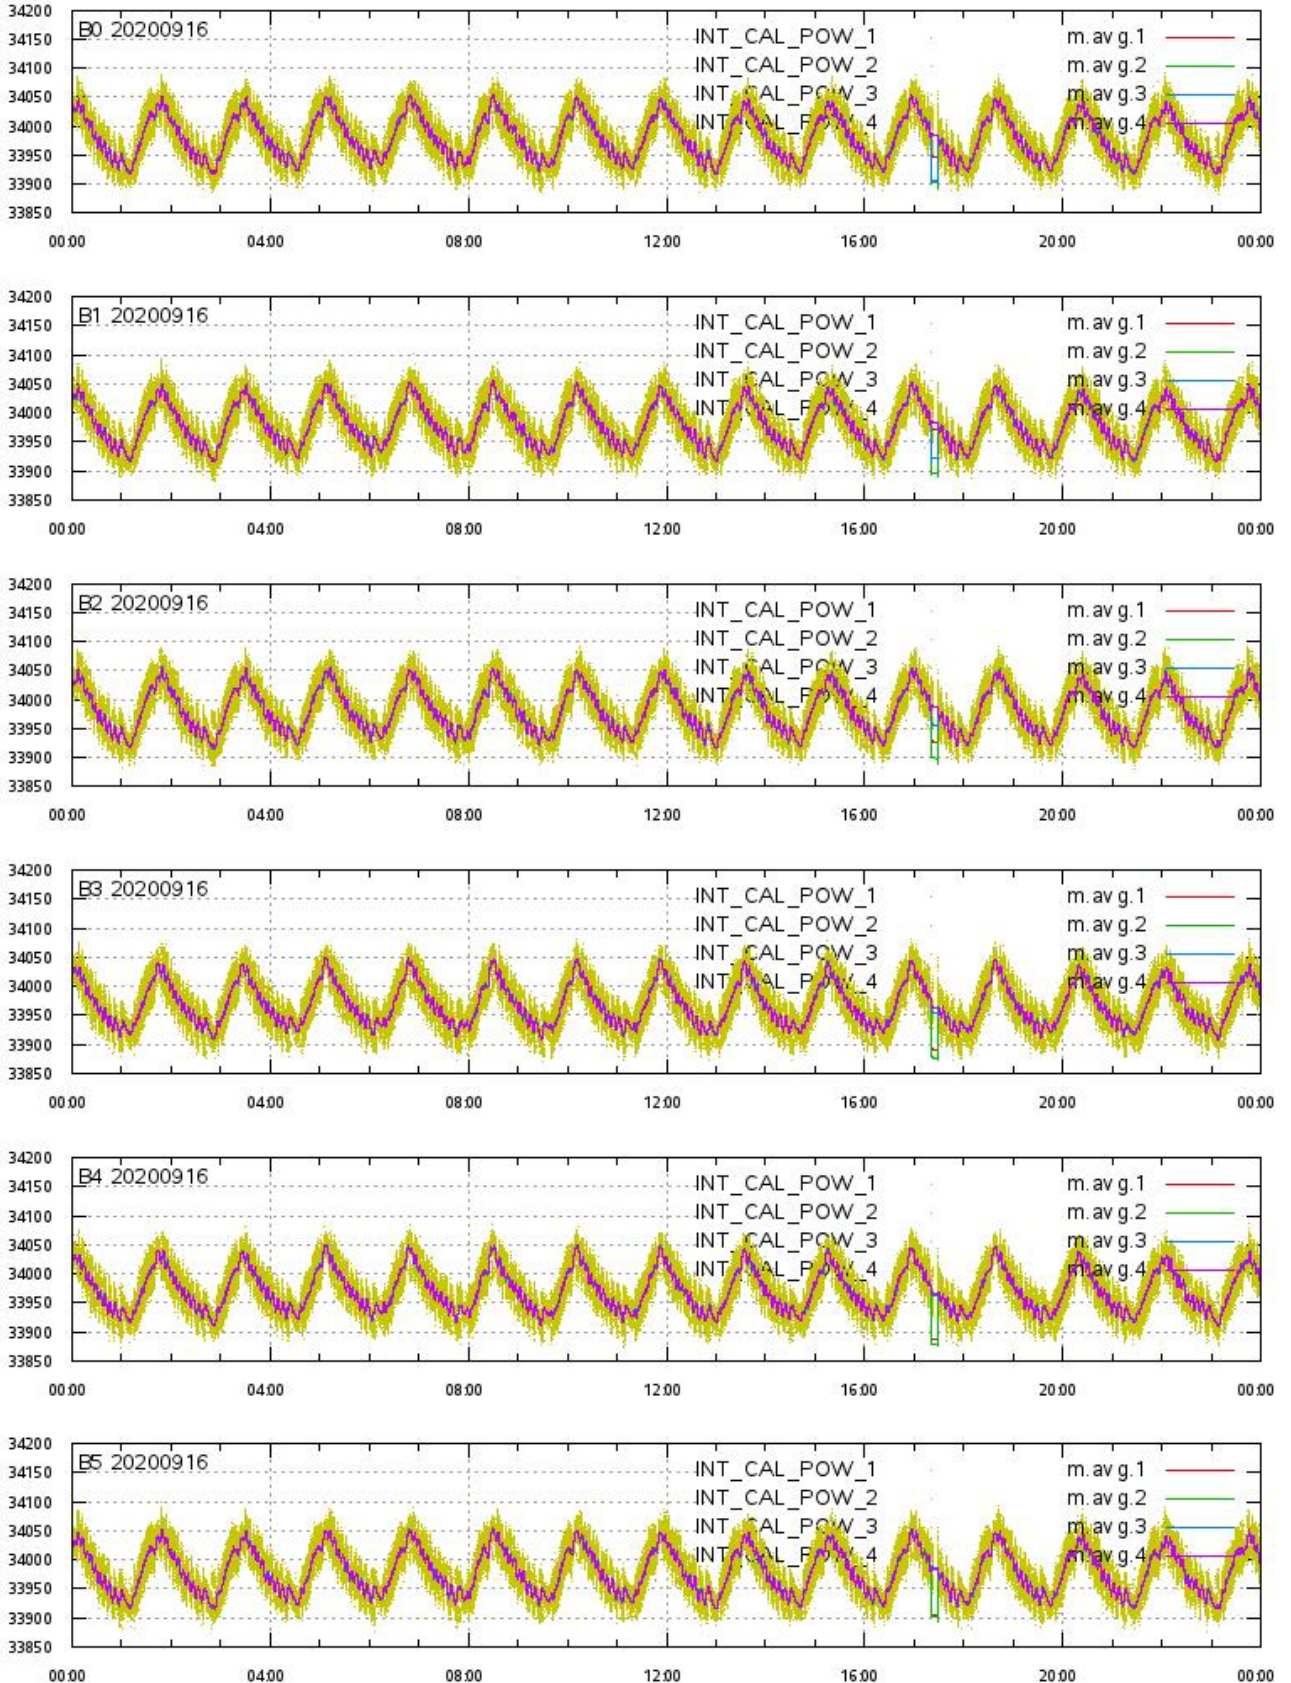 34200
B0 20200916 INT_CAL_POW_1 m.avg.1
34150
INT_CAL_POW_2 m.avg.2
34100
INT_CAL_POW_3 m.avg.3
34050
INT_CAL_POW_4 m.avg.4
34000
33950
33900
33850
00:00 04:00 08:00 12:00 16:00 20:00 00:00
34200
B1 20200916 INT_CAL_POW_1 m.avg.1
34150
INT_CAL_POW_2 m.avg.2
34100
INT_CAL_POW_3 m.avg.3
34050
INT_CAL_POW_4 m.avg.4
34000
33950
33900
33850
00:00 04:00 08:00 12:00 16:00 20:00 00:00
34200
B2 20200916 INT_CAL_POW_1 m.avg.1
34150
INT_CAL_POW_2 m.avg.2
34100
INT_CAL_POW_3 m.avg.3
34050
INT_CAL_POW_4 m.avg.4
34000
33950
33900
33850
00:00 04:00 08:00 12:00 16:00 20:00 00:00
34200
B3 20200916 INT_CAL_POW_1 m.avg.1
34150
INT_CAL_POW_2 m.avg.2
34100
INT_CAL_POW_3 m.avg.3
34050
INT_CAL_POW_4 m.avg.4
34000
33950
33900
33850
00:00 04:00 08:00 12:00 16:00 20:00 00:00
34200
B4 20200916 INT_CAL_POW_1 m.avg.1
34150
INT_CAL_POW_2 m.avg.2
34100
INT_CAL_POW_3 m.avg.3
34050
INT_CAL_POW_4 m.avg.4
34000
33950
33900
33850
00:00 04:00 08:00 12:00 16:00 20:00 00:00
34200
B5 20200916 INT_CAL_POW_1 m.avg.1
34150
INT_CAL_POW_2 m.avg.2
34100
INT_CAL_POW_3 m.avg.3
34050
INT_CAL_POW_4 m.avg.4
34000
33950
33900
33850
00:00 04:00 08:00 12:00 16:00 20:00 00:00